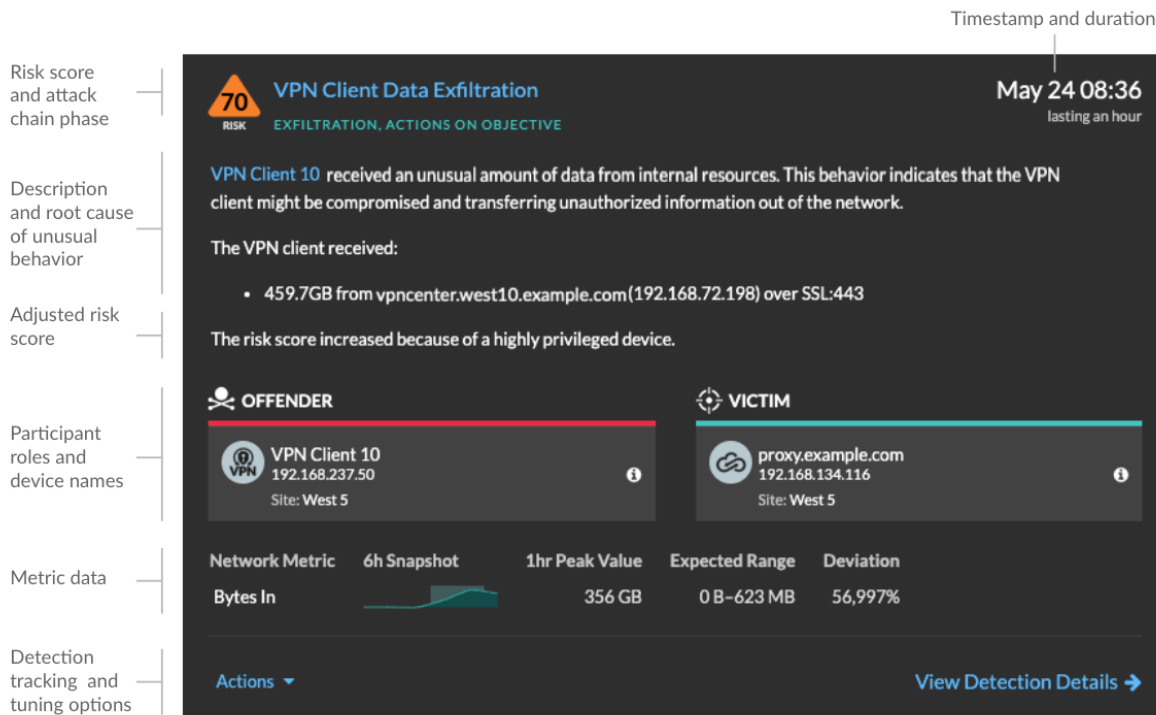 Timestamp and duration
Risk score
and attack
chain phase
70
RISK
VPN Client Data Exfiltration
EXFILTRATION, ACTIONS ON OBJECTIVE
May 24 08:36
lasting an hour
Description
and root cause
of unusual
behavior
VPN Client 10 received an unusual amount of data from internal resources. This behavior indicates that the VPN
client might be compromised and transferring unauthorized information out of the network.
The VPN client received:
• 459.7GB from vpncenter.west10.example.com(192.168.72.198) over SSL:443
Adjusted risk
score
The risk score increased because of a highly privileged device.
Participant
roles and
device names
OFFENDER
VPN
VPN Client 10
192.168.237.50
Site: West 5
VICTIM
proxy.example.com
192.168.134.116
Site: West 5
Metric data
Network Metric 6h Snapshot 1hr Peak Value Expected Range Deviation
Bytes In 356 GB 0 B–623 MB 56,997%
Detection
tracking and
tuning options
Actions
View Detection Details